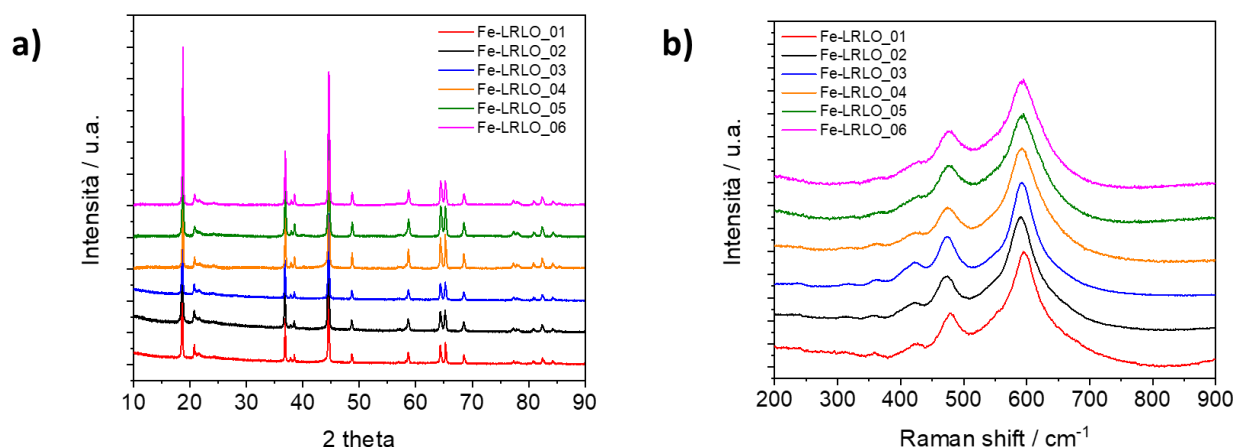 a)
Intensità / u.a.
Fe-LRLO_01
Fe-LRLO_02
Fe-LRLO_03
Fe-LRLO_04
Fe-LRLO_05
Fe-LRLO_06
10 20 30 40 50 60 70 80 90
2 theta
b)
Intensità / u.a.
Fe-LRLO_01
Fe-LRLO_02
Fe-LRLO_03
Fe-LRLO_04
Fe-LRLO_05
Fe-LRLO_06
200 300 400 500 600 700 800 900
Raman shift / cm⁻¹